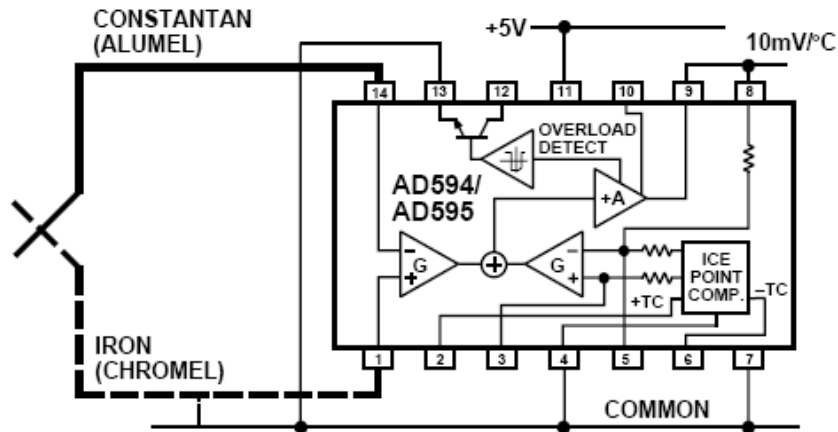 CONSTANTAN
(ALUMEL)
+5V
10mV/°C
14
13
12
11
10
9
8
OVERLOAD
DETECT
AD594/
AD595
+A
−
G
+
+
G
−
+
ICE
POINT
COMP.
+TC
−TC
IRON
(CHROMEL)
1
2
3
4
5
6
7
COMMON